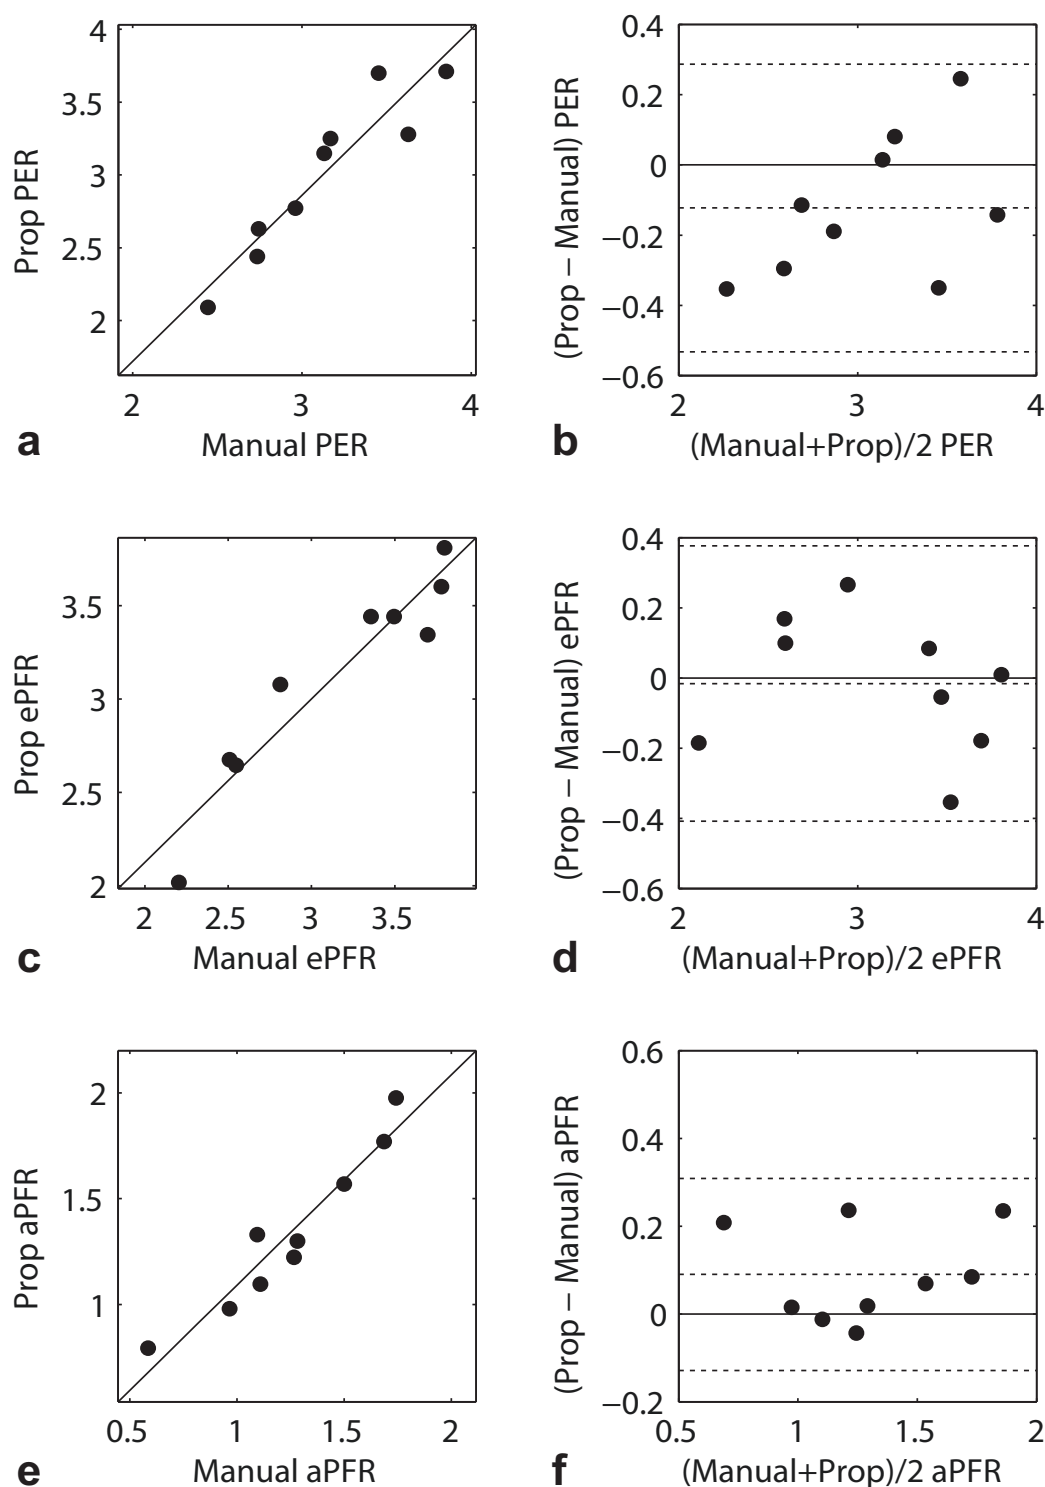 4
3.5
3
2.5
2
Prop PER
2 3 4
Manual PER
a
0.4
0.2
0
−0.2
−0.4
−0.6
(Prop − Manual) PER
2 3 4
(Manual+Prop)/2 PER
b
3.5
3
2.5
2
Prop ePFR
2 2.5 3 3.5
Manual ePFR
c
0.4
0.2
0
−0.2
−0.4
−0.6
(Prop − Manual) ePFR
2 3 4
(Manual+Prop)/2 ePFR
d
2
1.5
1
Prop aPFR
0.5 1 1.5 2
Manual aPFR
e
0.6
0.4
0.2
0
−0.2
(Prop − Manual) aPFR
0.5 1 1.5 2
(Manual+Prop)/2 aPFR
f